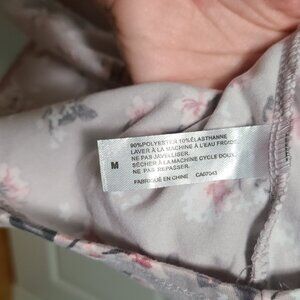 M
90%POLYESTER 10%ÉLASTHANNE
LAVER À LA MACHINE À L'EAU FROIDE
NE PAS JAVELLISER.
SÉCHER À LA MACHINE CYCLE DOUX.
NE PAS REPASSER.
FABRIQUÉ EN CHINE CA07043